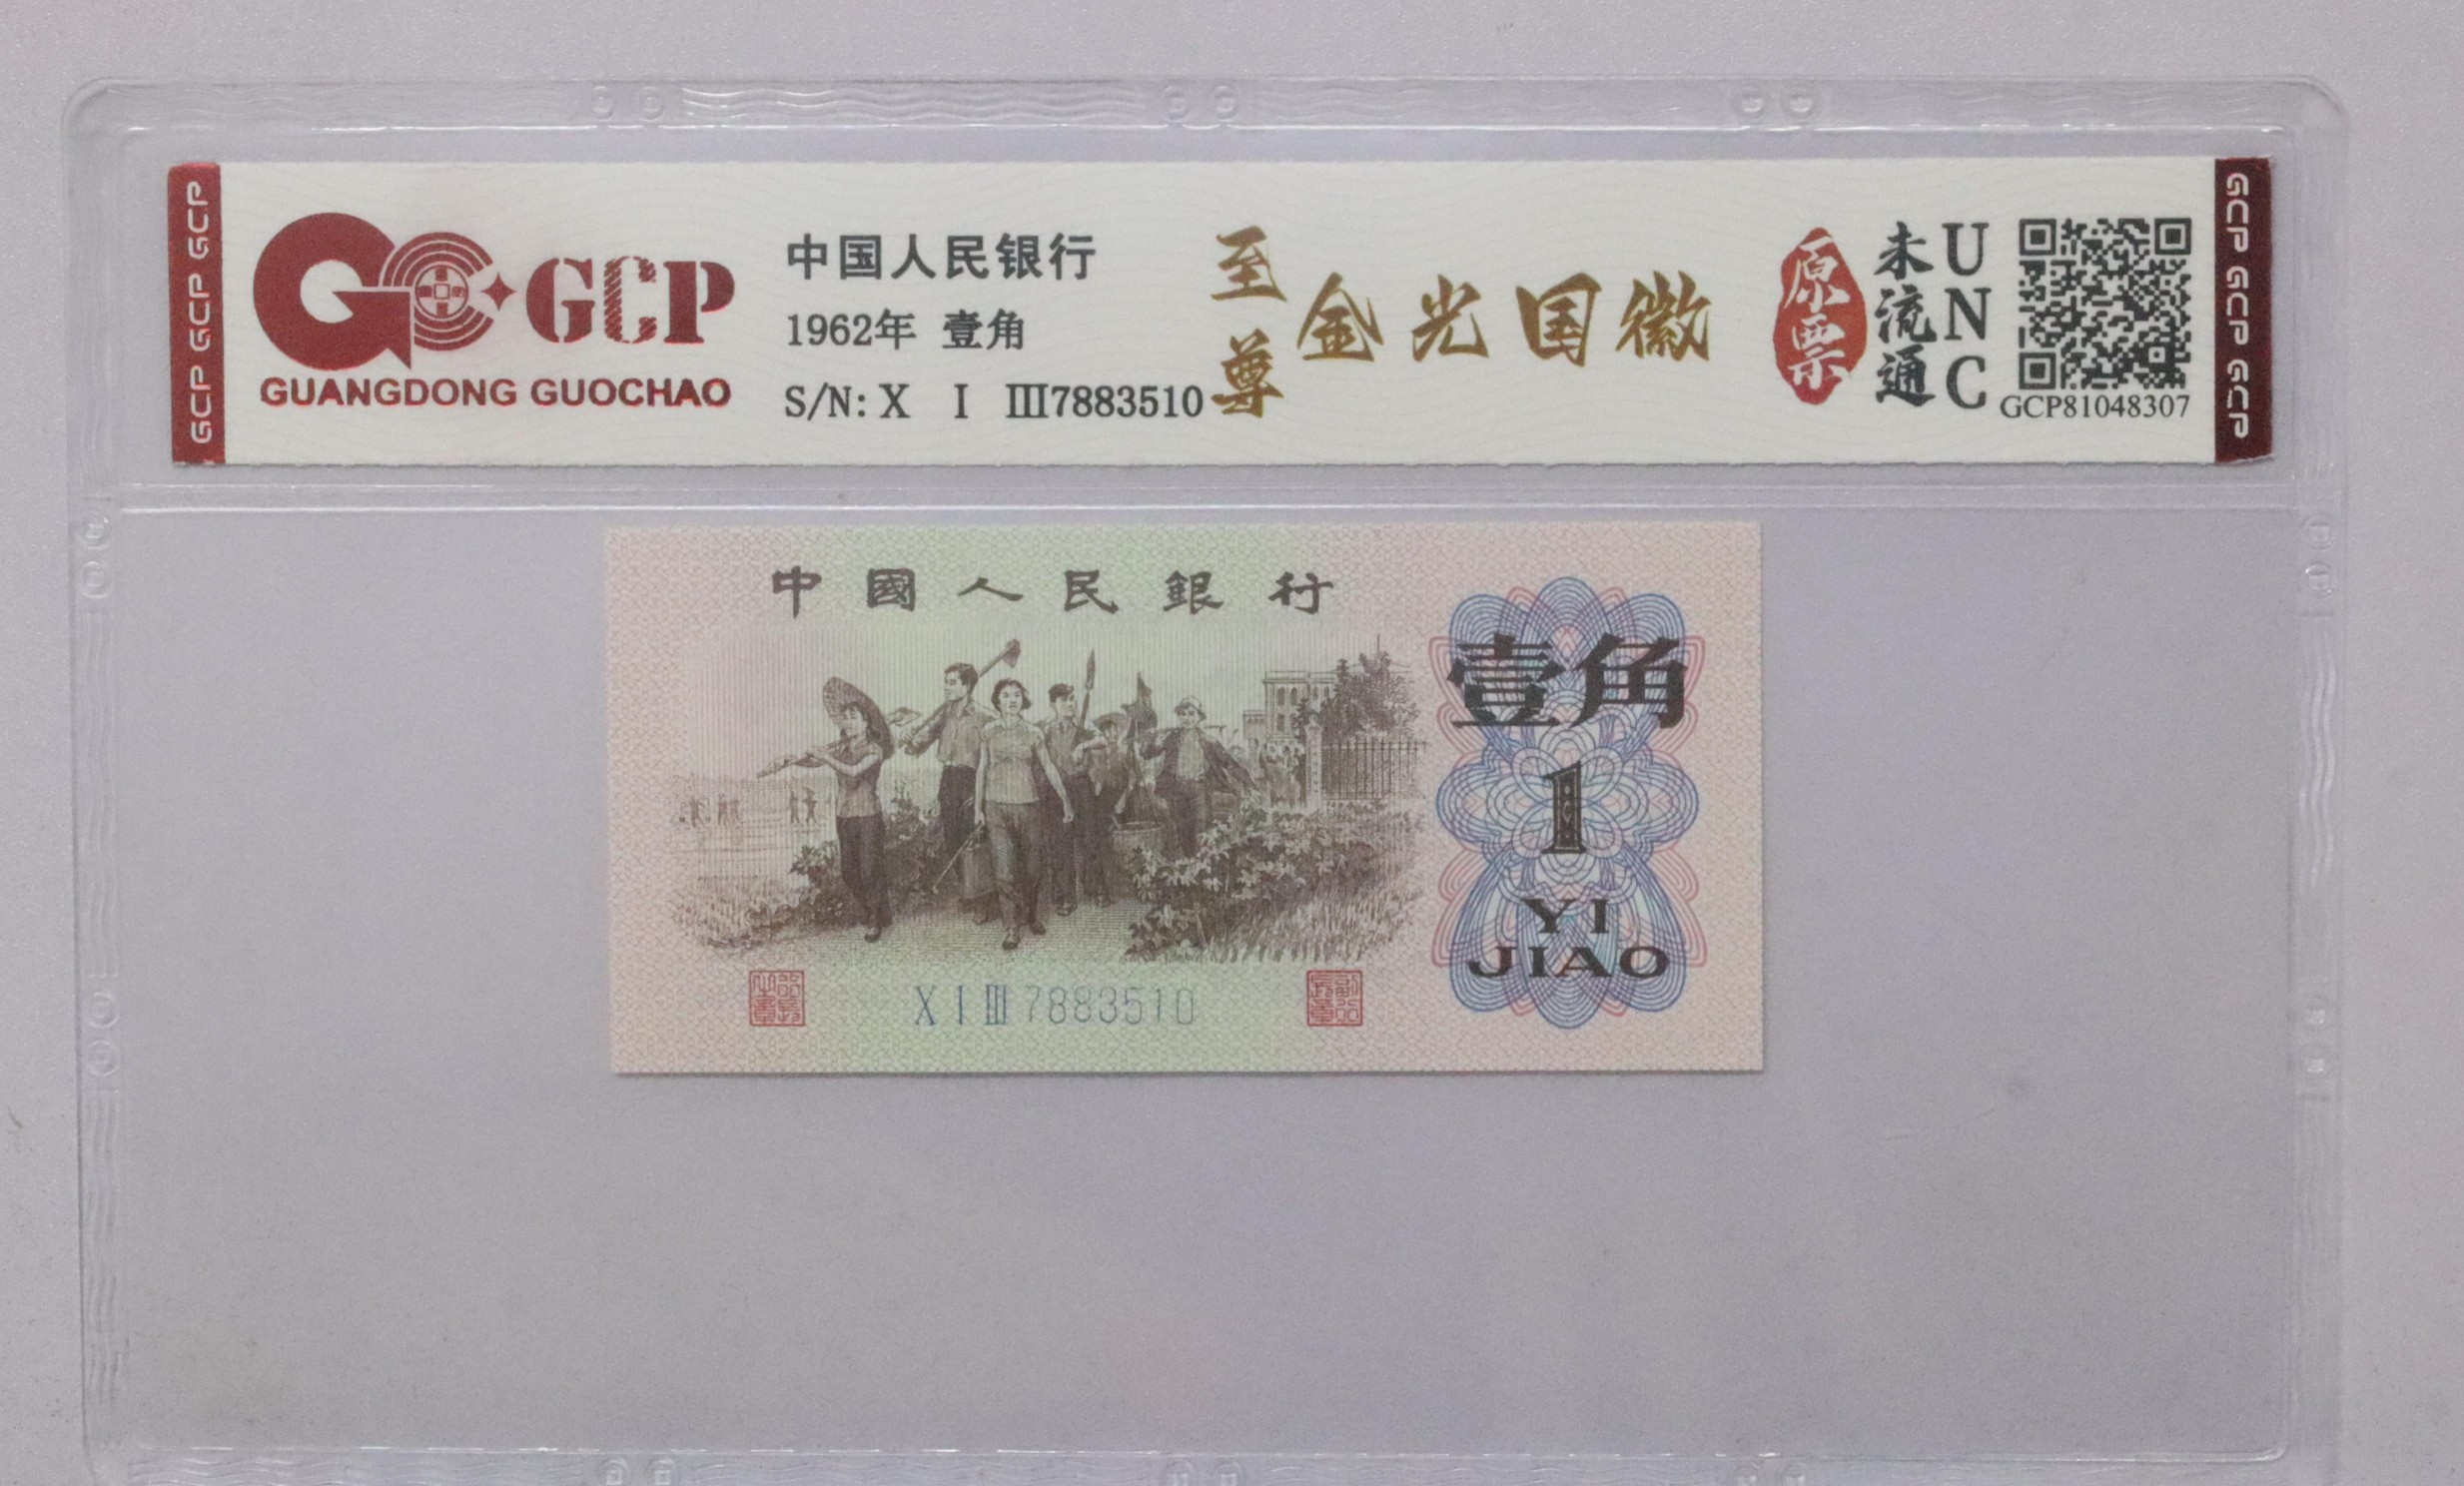 GCP GCP GCP
GCP
GUANGDONG GUOCHAO
中国人民银行
1962年 壹角
S/N: X I III7883510
至尊
金光国徽
原票
未流通
UNC
GCP81048307
GCP GCP GCP
中國人民銀行
壹角
1
YI
JIAO
X I III 7883510